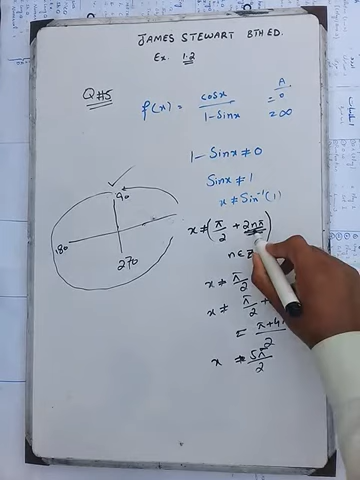 JAMES STEWART 8TH ED.
Ex. 1.2
Q#5
f(x) = cosx / 1-Sinx
= A/0
= ∞
1-Sinx ≠ 0
Sinx ≠ 1
x ≠ Sin⁻¹(1)
x ≠ (π/2 + 2nπ)
n ∈
x ≠ π/2
x ≠ π/2 +
= π+4π/2
x ≠ 5π/2
90
180
270